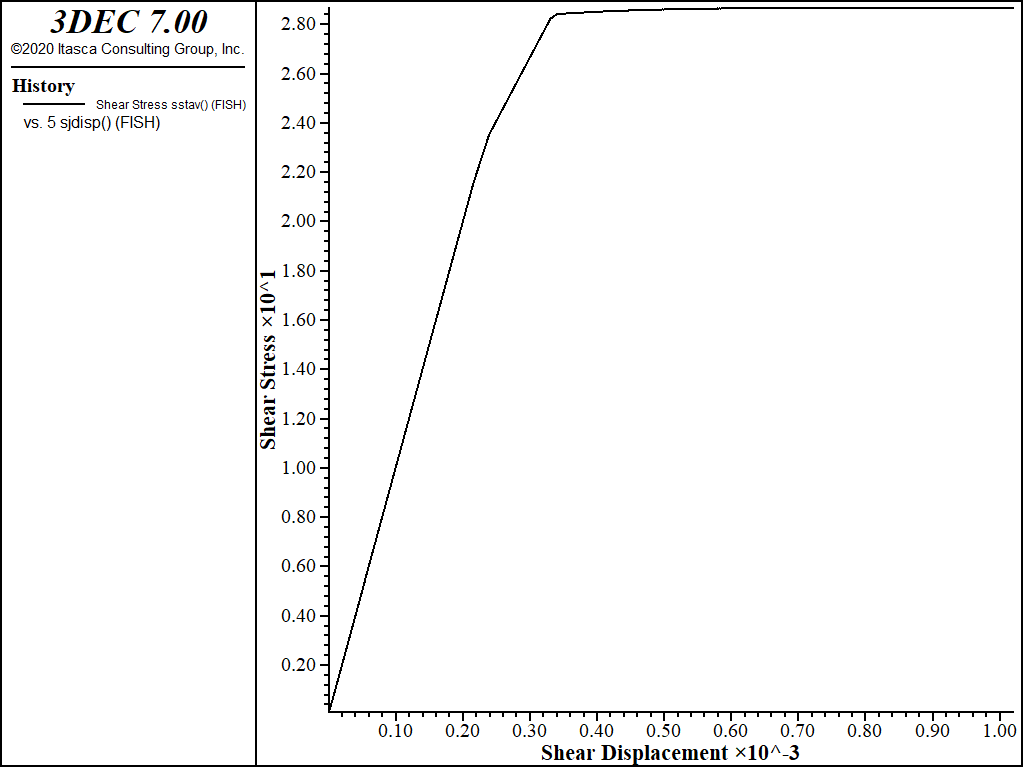 3DEC 7.00
©2020 Itasca Consulting Group, Inc.
History
Shear Stress sstav() (FISH)
vs. 5 sjdisp() (FISH)
Shear Stress ×10^1
2.80
2.60
2.40
2.20
2.00
1.80
1.60
1.40
1.20
1.00
0.80
0.60
0.40
0.20
0.10 0.20 0.30 0.40 0.50 0.60 0.70 0.80 0.90 1.00
Shear Displacement ×10^-3